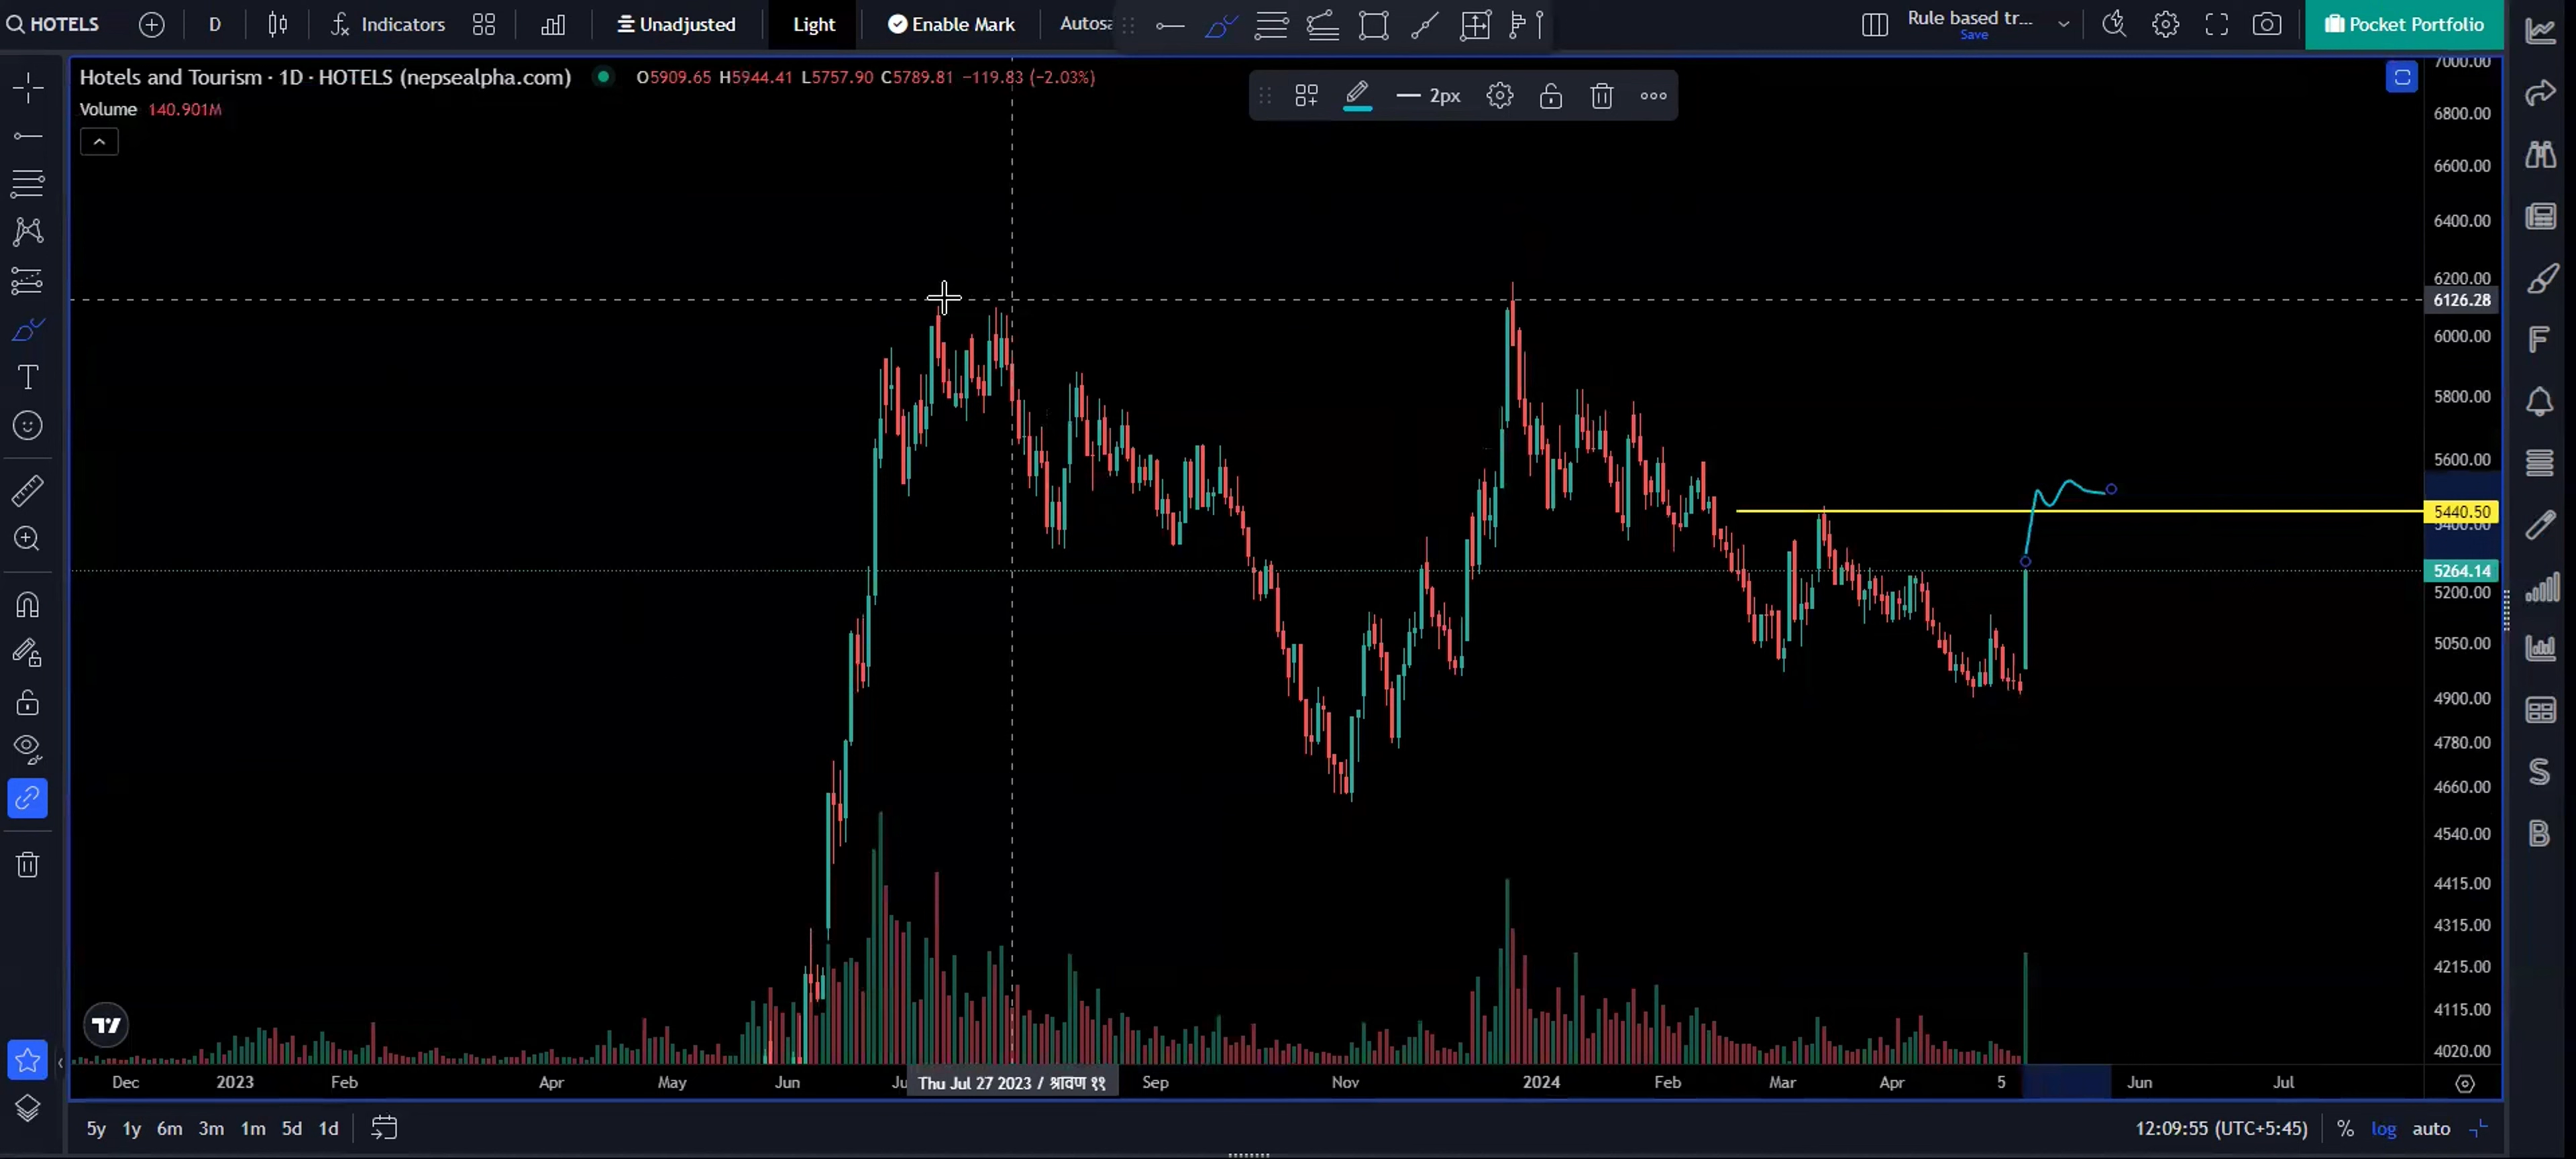 HOTELS D Indicators Unadjusted Light Enable Mark Autosa Rule based tr... Save Pocket Portfolio
Hotels and Tourism · 1D · HOTELS (nepsealpha.com) O5909.65 H5944.41 L5757.90 C5789.81 −119.83 (−2.03%)
Volume 140.901M
2px
7000.00
6800.00
6600.00
6400.00
6200.00
6126.28
6000.00
5800.00
5600.00
5440.50
5400.00
5264.14
5200.00
5050.00
4900.00
4780.00
4660.00
4540.00
4415.00
4315.00
4215.00
4115.00
4020.00
Dec 2023 Feb Apr May Jun Ju Thu Jul 27 2023 / श्रावण ११ Sep Nov 2024 Feb Mar Apr 5 Jun Jul
5y 1y 6m 3m 1m 5d 1d 12:09:55 (UTC+5:45) % log auto
F
S
B